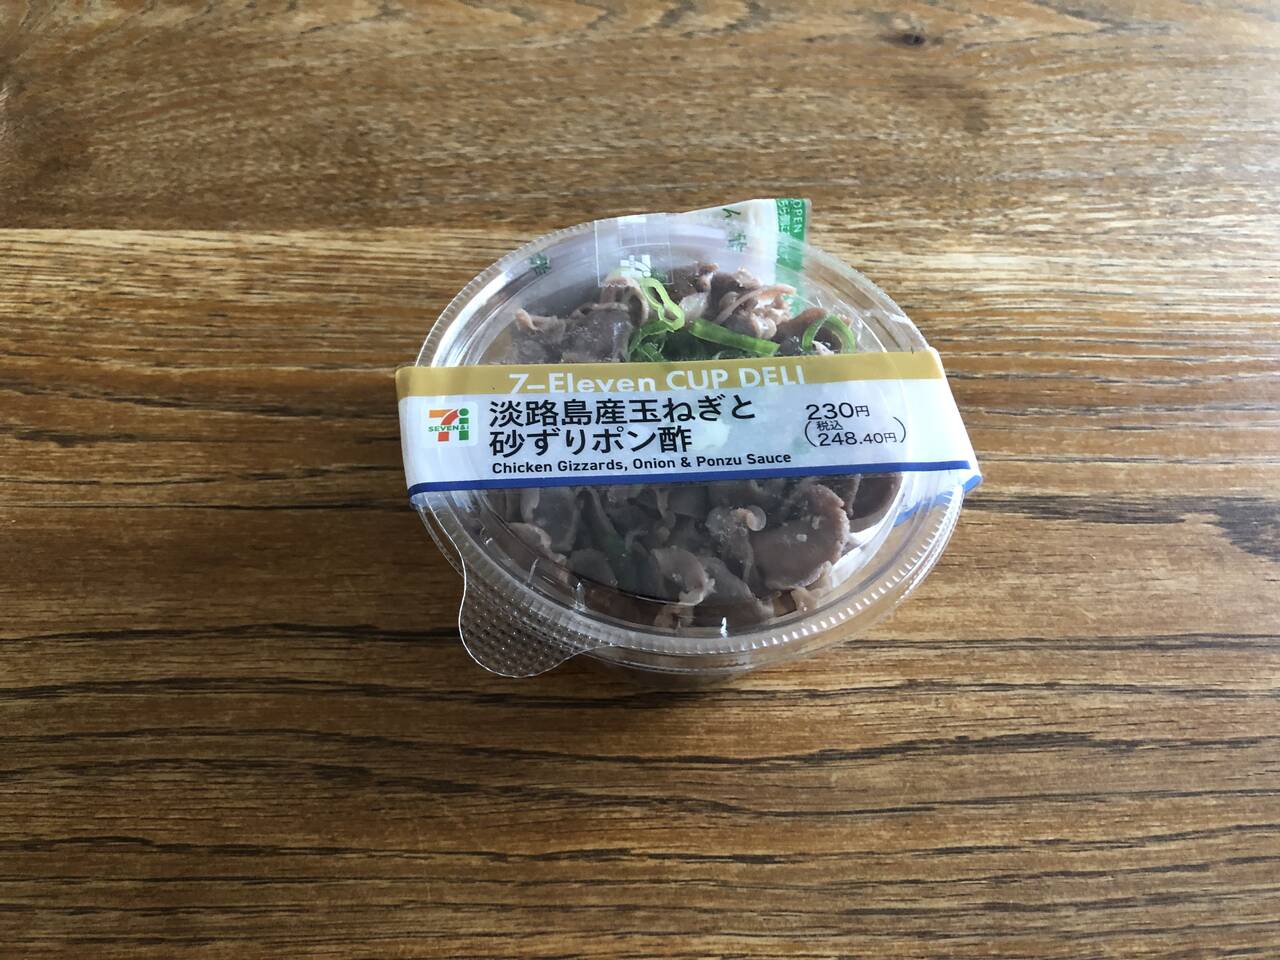 OPEN
7-Eleven CUP DELI
SEVEN&i
淡路島産玉ねぎと
砂ずりポン酢
Chicken Gizzards, Onion & Ponzu Sauce
230円
(税込
248.40円)